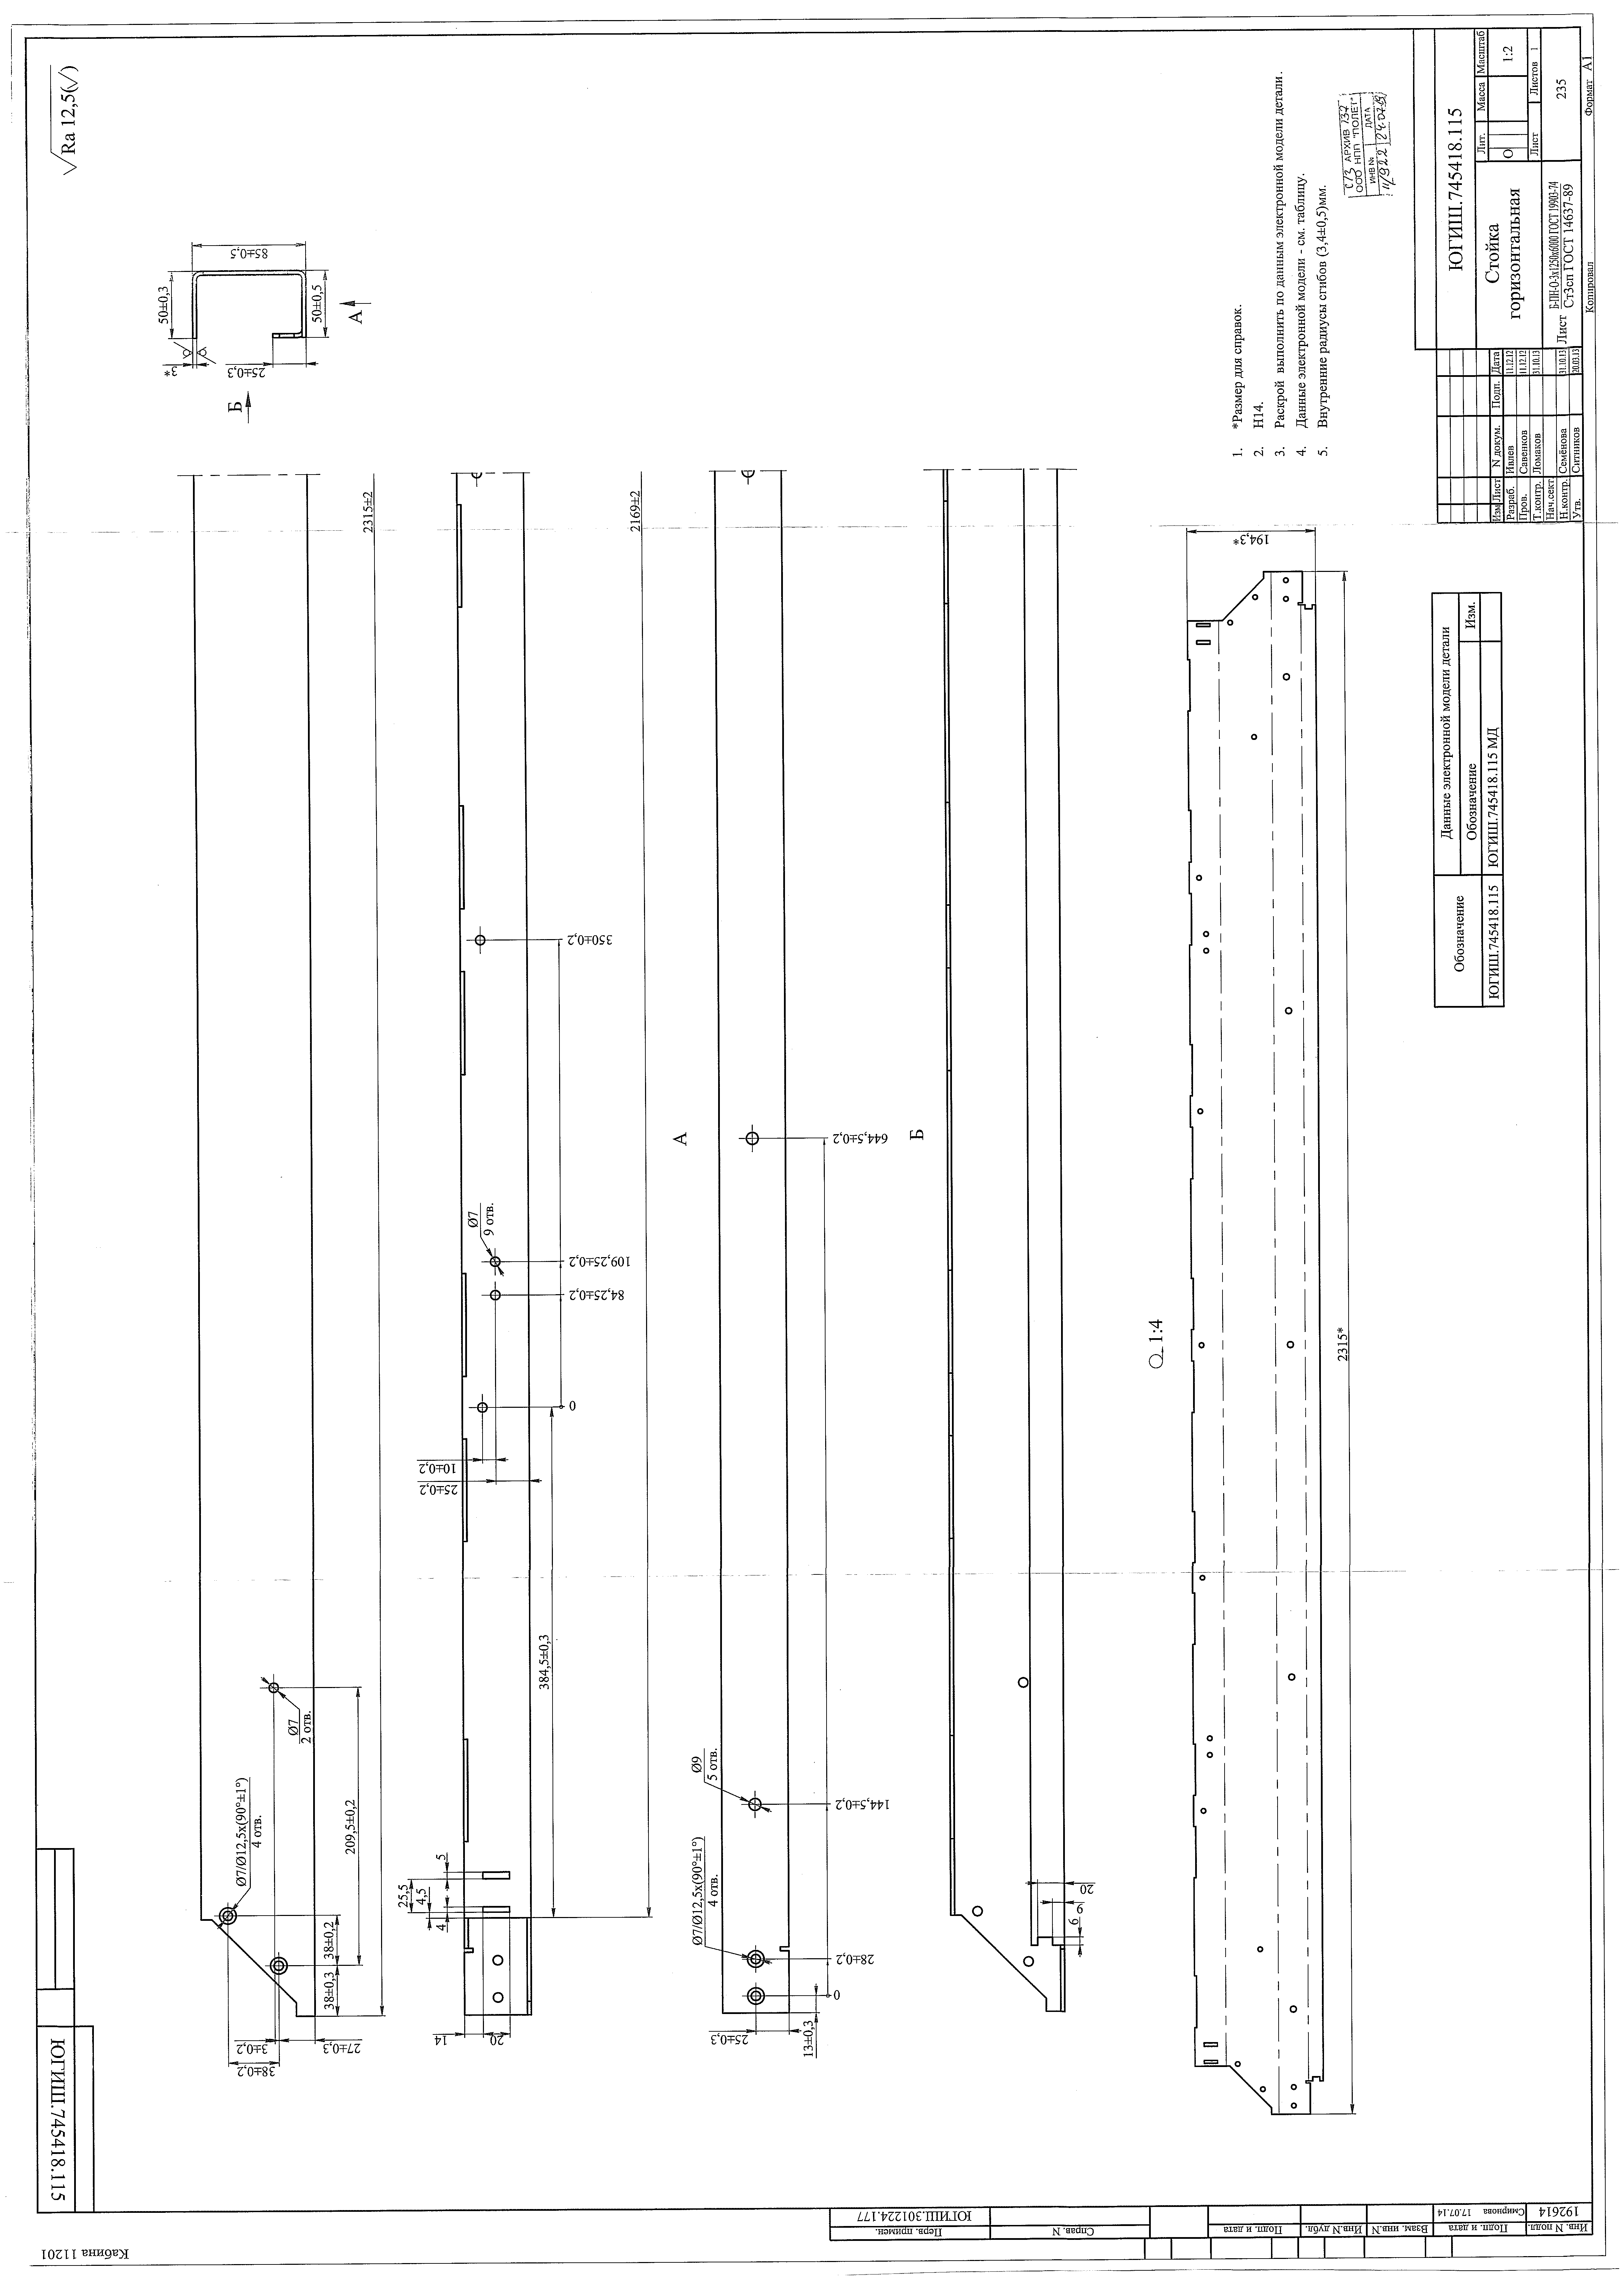 Кабина 11201
ЮГИШ.745418.115
√Ra 12,5(√)
50±0,3
85±0,5
3*
25±0,3
50±0,5
А
Б
Ø7/Ø12,5х(90°±1°)
4 отв.
Ø7
2 отв.
38±0,2
3±0,2
27±0,3
38±0,3
38±0,2
209,5±0,2
2315±2
14
20
4
4,5
25,5
5
25±0,2
10±0,2
384,5±0,3
0
84,25±0,2
109,25±0,2
350±0,2
Ø7
9 отв.
2169±2
А
Ø7/Ø12,5х(90°±1°)
4 отв.
Ø9
5 отв.
25±0,3
13±0,3
0
28±0,2
144,5±0,2
644,5±0,2
Б
6
9
20
1:4
194,3*
2315*
1. *Размер для справок.
2. Н14.
3. Раскрой выполнить по данным электронной модели детали.
4. Данные электронной модели - см. таблицу.
5. Внутренние радиусы сгибов (3,4±0,5)мм.
АРХИВ 132
ООО НПП "ПОЛЕТ"
ИНВ № ДАТА
Обозначение
Данные электронной модели детали
Обозначение Изм.
ЮГИШ.745418.115 ЮГИШ.745418.115 МД
ЮГИШ.745418.115
Изм Лист N докум. Подп. Дата
Разраб. Ивлев 11.12.12
Пров. Савенков 11.12.12
Т.контр. Ломаков 31.10.13
Нач.сект.
Н.контр. Семёнова 31.10.13
Утв. Ситников 20.03.13
Стойка
горизонтальная
Лит. Масса Масштаб
О 1:2
Лист Листов 1
Лист Б-ПН-О-3х1250х6000 ГОСТ 19903-74
Ст3сп ГОСТ 14637-89
235
Копировал
Формат А1
Перв. примен.
ЮГИШ.301224.177
Справ. N
Подп. и дата
Инв.N дубл.
Взам. инв.N
Подп. и дата
Смирнова 17.07.14
Инв. N подл.
192614